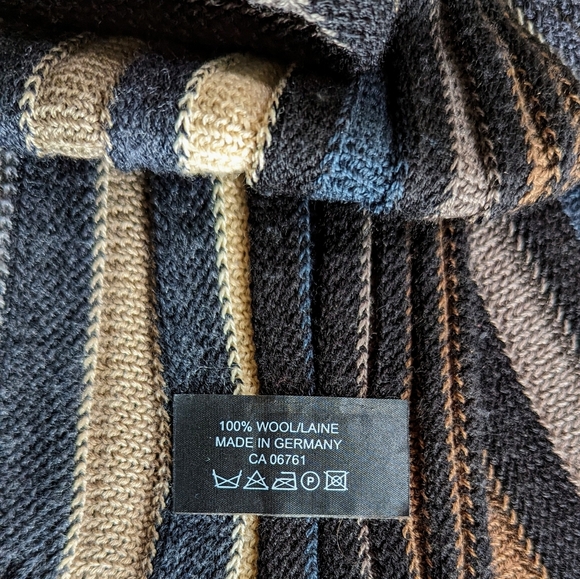 100% WOOL/LAINE
MADE IN GERMANY
CA 06761
P